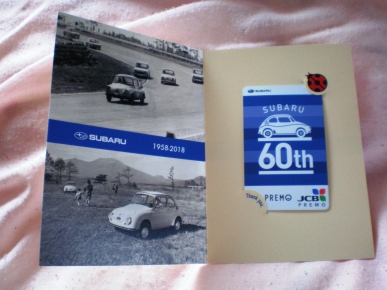 SUBARU
1958-2018
SUBARU
SUBARU
60th
Thank you
PREMO
JCB
PREMO